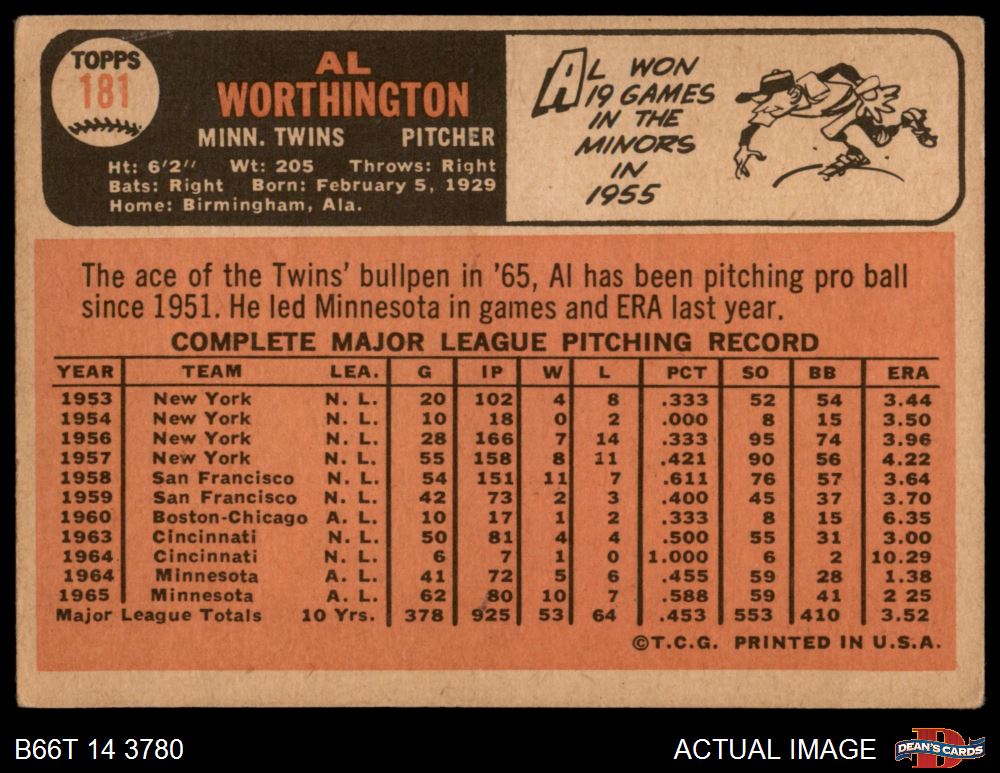 TOPPS
181
AL
WORTHINGTON
MINN. TWINS PITCHER
Ht: 6'2" Wt: 205 Throws: Right
Bats: Right Born: February 5, 1929
Home: Birmingham, Ala.
AL WON
19 GAMES
IN THE
MINORS
IN
1955
The ace of the Twins' bullpen in '65, Al has been pitching pro ball
since 1951. He led Minnesota in games and ERA last year.
COMPLETE MAJOR LEAGUE PITCHING RECORD
YEAR TEAM LEA. G IP W L PCT SO BB ERA
1953 New York N. L. 20 102 4 8 .333 52 54 3.44
1954 New York N. L. 10 18 0 2 .000 8 15 3.50
1956 New York N. L. 28 166 7 14 .333 95 74 3.96
1957 New York N. L. 55 158 8 11 .421 90 56 4.22
1958 San Francisco N. L. 54 151 11 7 .611 76 57 3.64
1959 San Francisco N. L. 42 73 2 3 .400 45 37 3.70
1960 Boston-Chicago A. L. 10 17 1 2 .333 8 15 6.35
1963 Cincinnati N. L. 50 81 4 4 .500 55 31 3.00
1964 Cincinnati N. L. 6 7 1 0 1.000 6 2 10.29
1964 Minnesota A. L. 41 72 5 6 .455 59 28 1.38
1965 Minnesota A. L. 62 80 10 7 .588 59 41 2 25
Major League Totals 10 Yrs. 378 925 53 64 .453 553 410 3.52
©T.C.G. PRINTED IN U.S.A.
B66T 14 3780 ACTUAL IMAGE
DEAN'S CARDS